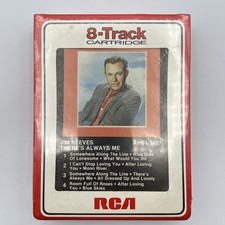 8-Track
CARTRIDGE
JIM REEVES
THERE'S ALWAYS ME
1 Somewhere Along The Line • Blue Side
Of Lonesome • What Would You Do
2 I Can't Stop Loving You • After Loving
You • Moon River
3 Somewhere Along The Line • There's
Always Me • All Dressed Up And Lonely
4 Room Full Of Roses • After Loving
You • Blue Skies
RCA